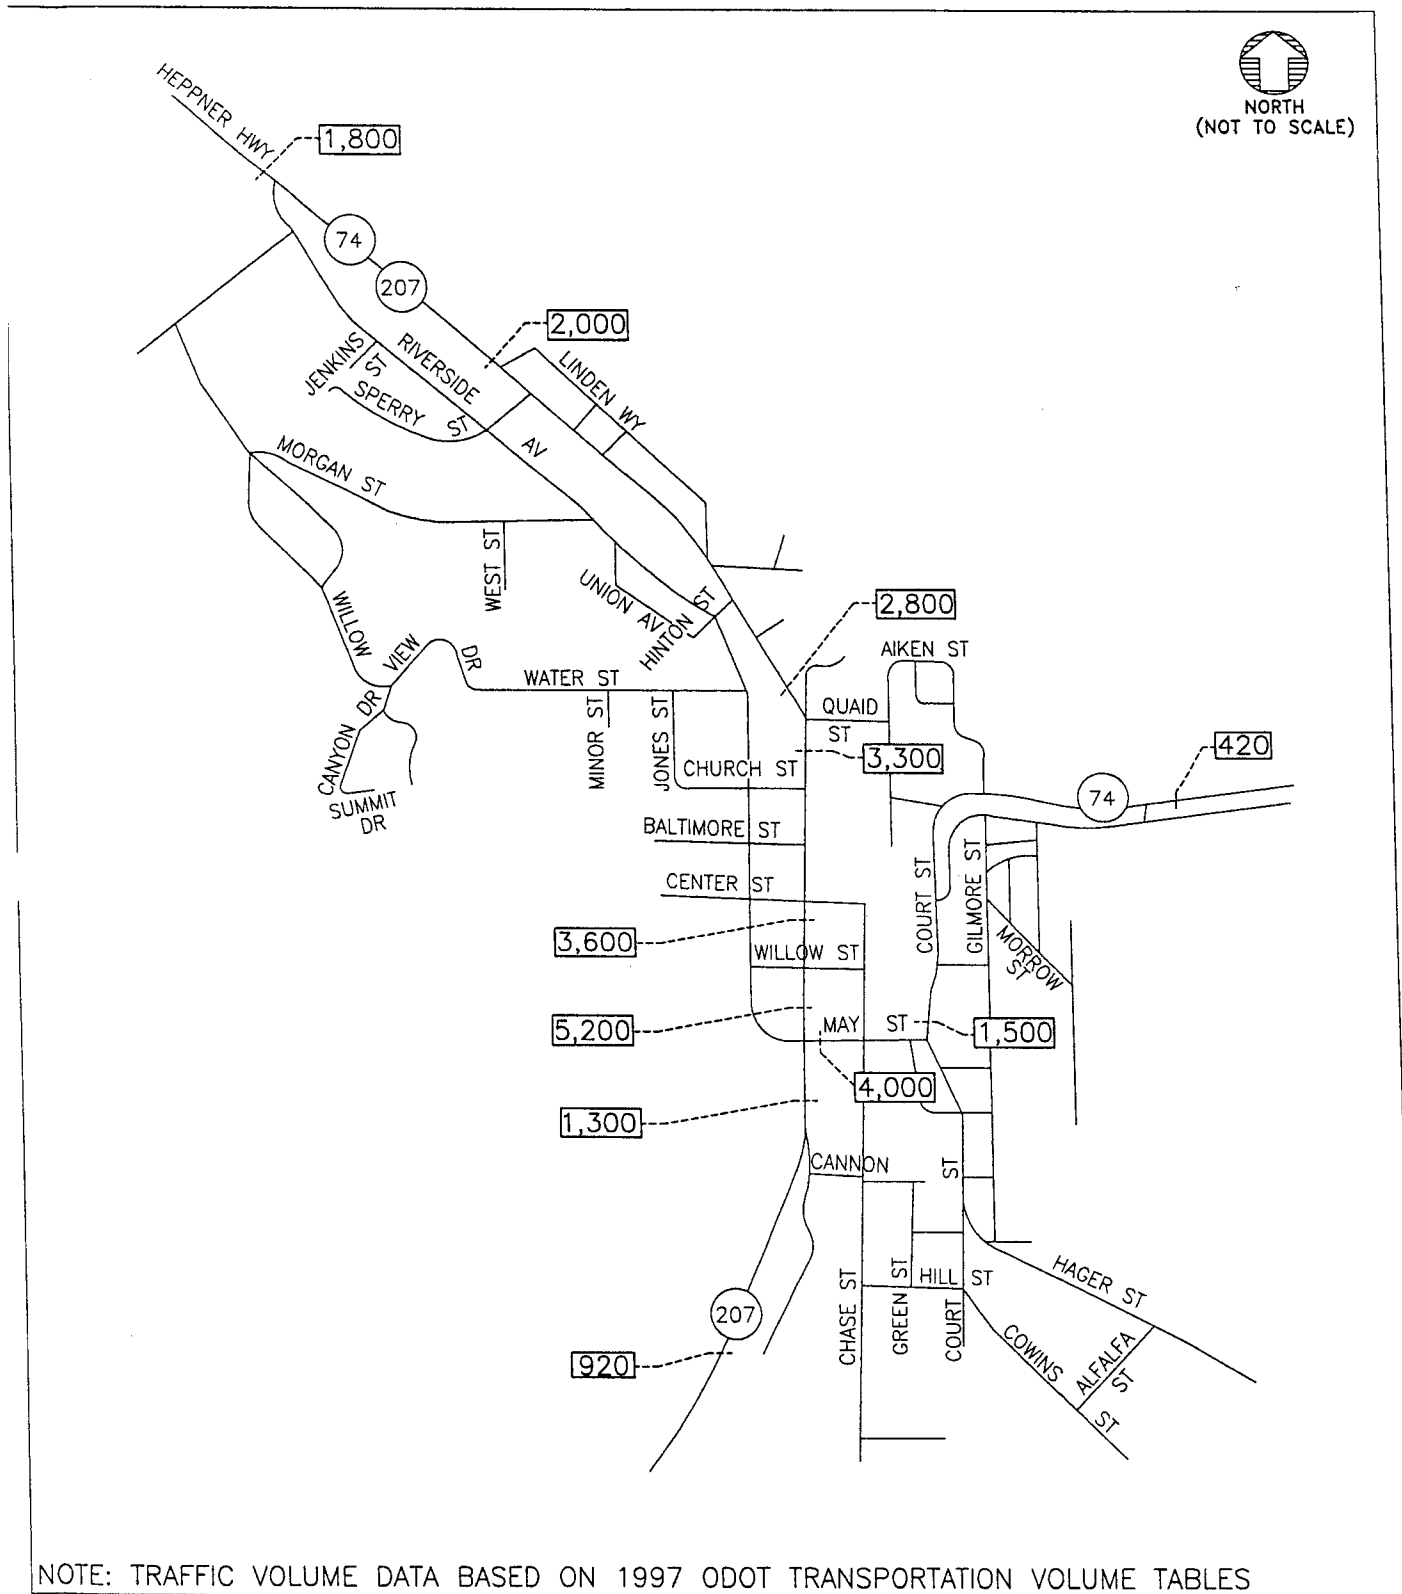 NORTH
(NOT TO SCALE)
HEPPNER HWY
1,800
74
207
2,000
LINDEN WY
RIVERSIDE
AV
JENKINS
ST
SPERRY
ST
MORGAN ST
WEST ST
UNION AV
HINTON ST
2,800
WILLOW
VIEW
DR
WATER ST
AIKEN ST
QUAID
ST
MINOR ST
JONES ST
CANYON DR
SUMMIT
DR
CHURCH ST
3,300
420
74
BALTIMORE ST
CENTER ST
COURT ST
GILMORE ST
MORROW
ST
3,600
WILLOW ST
5,200
MAY ST
1,500
4,000
1,300
CANNON
ST
CHASE ST
GREEN ST
HILL ST
COURT
HAGER ST
207
COWINS
ST
ALFALFA
ST
920
NOTE: TRAFFIC VOLUME DATA BASED ON 1997 ODOT TRANSPORTATION VOLUME TABLES